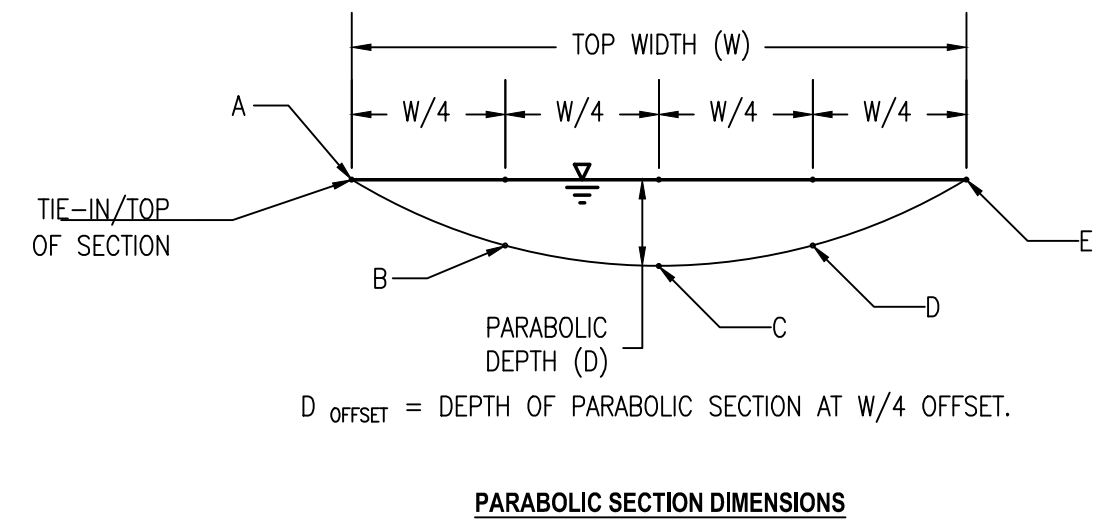 TOP WIDTH (W)
A
W/4 W/4 W/4 W/4
TIE-IN/TOP
OF SECTION
E
B
D
C
PARABOLIC
DEPTH (D)
D OFFSET = DEPTH OF PARABOLIC SECTION AT W/4 OFFSET.
PARABOLIC SECTION DIMENSIONS